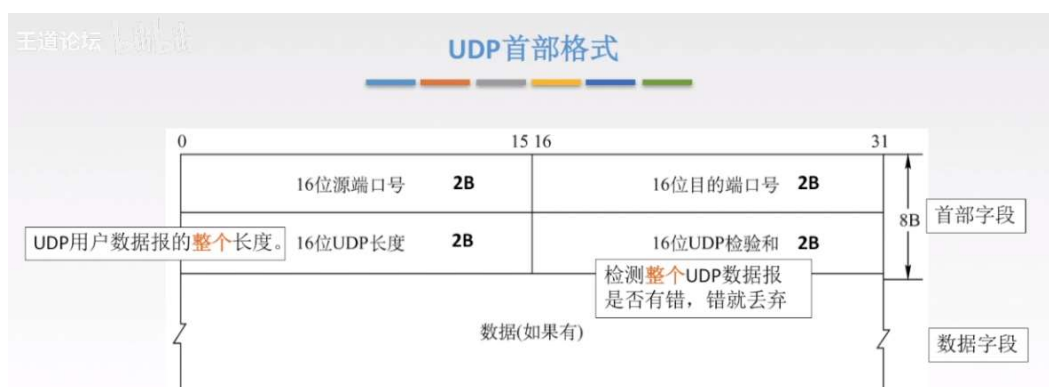 王道论坛
UDP首部格式
0 15 16 31
16位源端口号 2B 16位目的端口号 2B
8B 首部字段
UDP用户数据报的整个长度。 16位UDP长度 2B 16位UDP检验和 2B
检测整个UDP数据报
是否有错，错就丢弃
数据(如果有)
数据字段